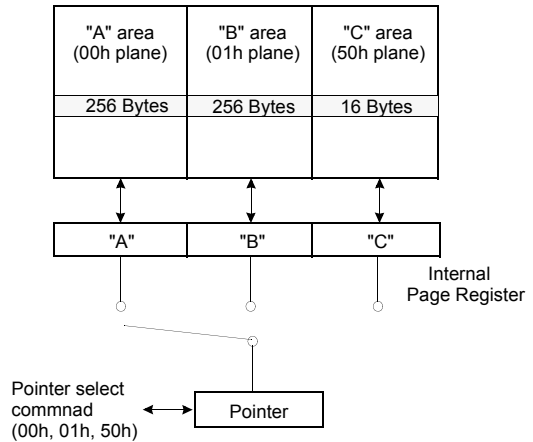 "A" area
(00h plane)
"B" area
(01h plane)
"C" area
(50h plane)
256 Bytes
256 Bytes
16 Bytes
"A"
"B"
"C"
Internal
Page Register
Pointer select
commnad
(00h, 01h, 50h)
Pointer